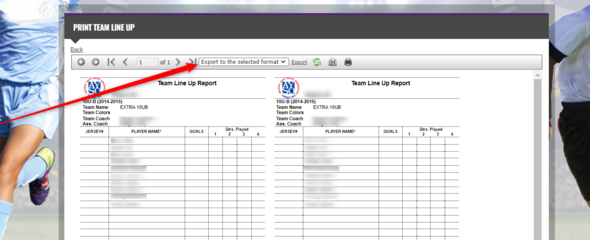 PRINT TEAM LINE UP
Back
1 of 1 Export to the selected format Export
Team Line Up Report
10U-B (2014-2015)
Team Name EXTRA 10UB
Team Colors
Team Coach
Ass. Coach
JERSEY# PLAYER NAME* GOALS Qtrs. Played
1 2 3 4
Team Line Up Report
10U-B (2014-2015)
Team Name EXTRA 10UB
Team Colors
Team Coach
Ass. Coach
JERSEY# PLAYER NAME* GOALS Qtrs. Played
1 2 3 4